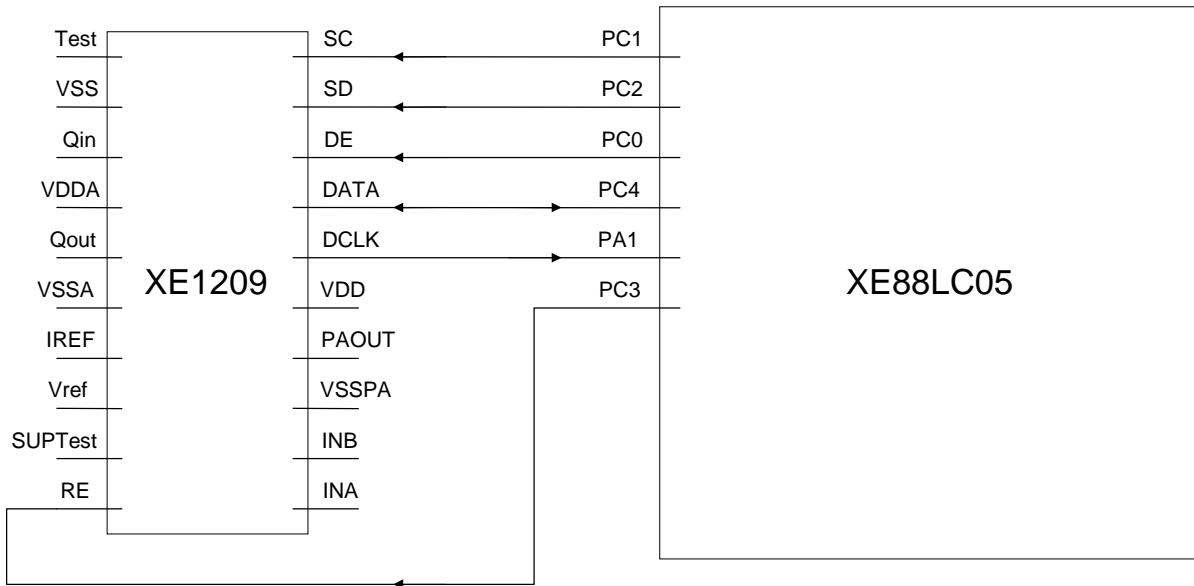 Test SC PC1
VSS SD PC2
Qin DE PC0
VDDA DATA PC4
Qout DCLK PA1
XE1209 XE88LC05
VSSA VDD PC3
IREF PAOUT
Vref VSSPA
SUPTest INB
RE INA